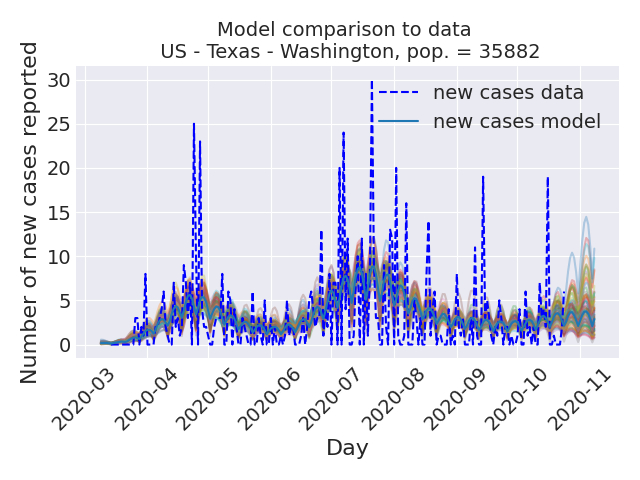 Model comparison to data
US - Texas - Washington, pop. = 35882
Number of new cases reported
30
25
20
15
10
5
0
new cases data
new cases model
2020-03
2020-04
2020-05
2020-06
2020-07
2020-08
2020-09
2020-10
2020-11
Day